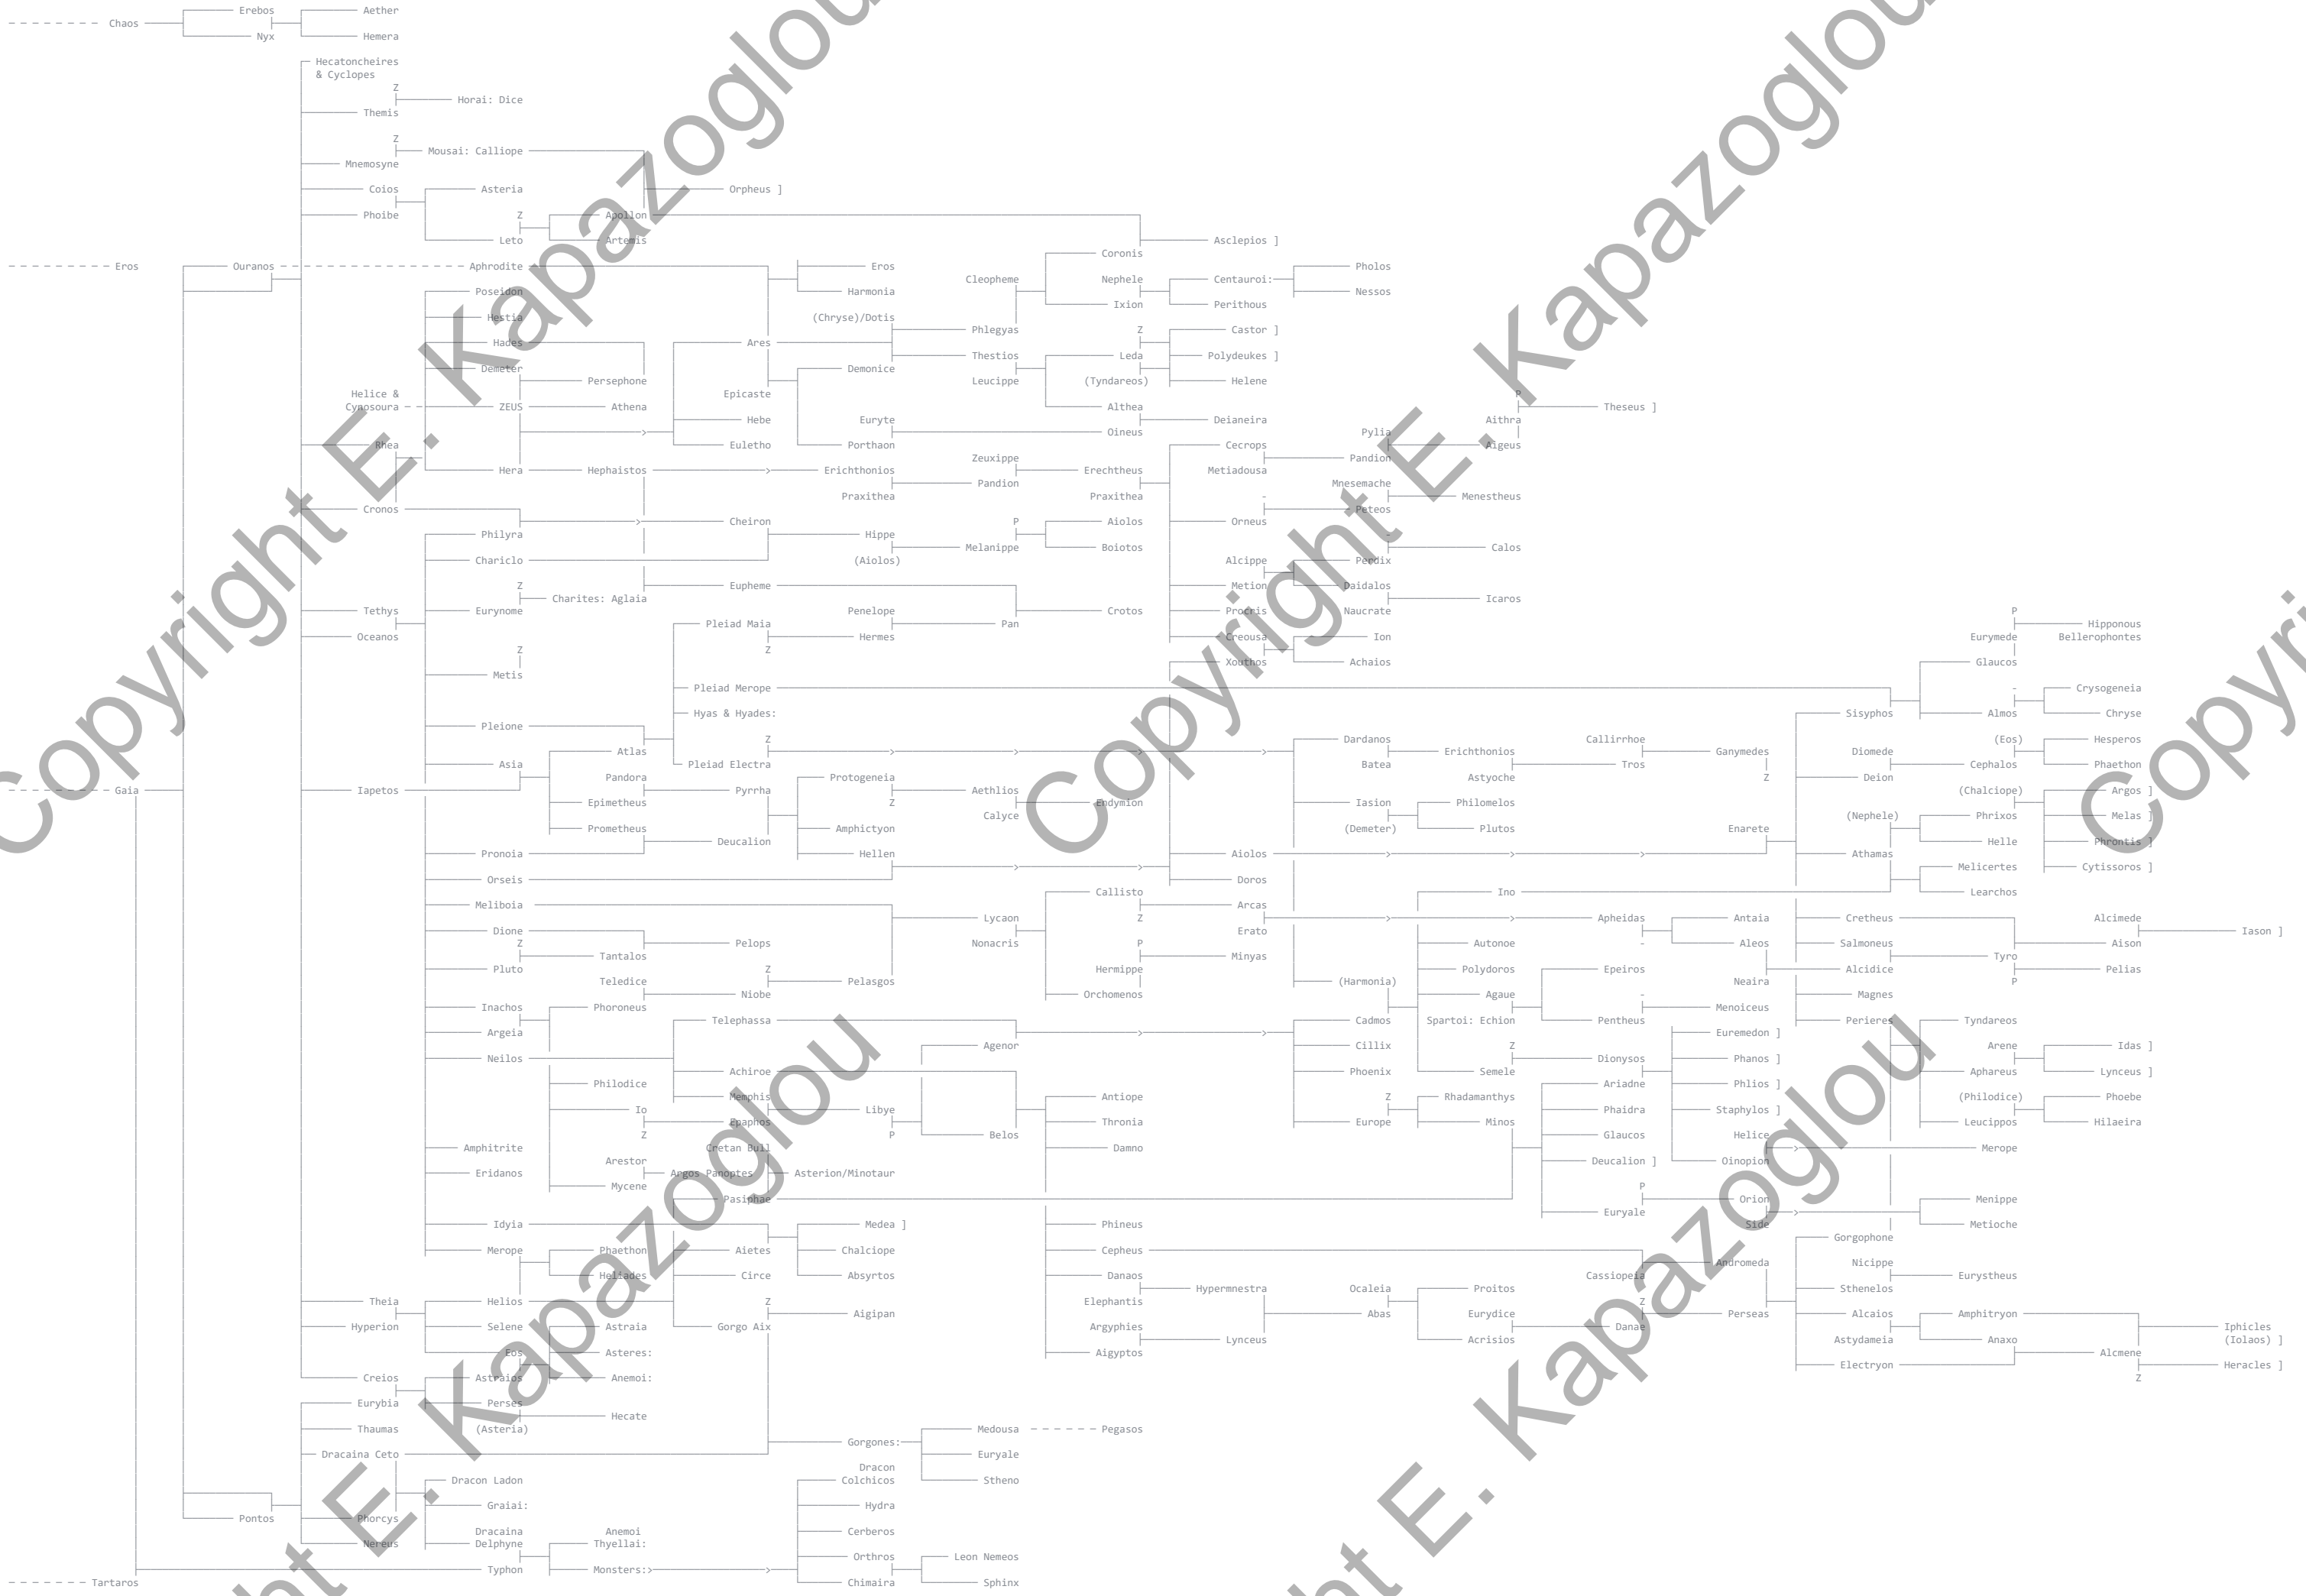 Chaos Erebos Aether
Nyx Hemera
Hecatoncheires
& Cyclopes
Z
Horai: Dice
Themis
Z
Mousai: Calliope
Mnemosyne
Coios Asteria Orpheus ]
Phoibe Z Apollon
Leto Artemis Asclepios ]
Coronis
Eros Ouranos Aphrodite Eros Pholos
Cleopheme Nephele Centauroi:
Poseidon Harmonia Nessos
Ixion Perithous
Hestia (Chryse)/Dotis
Phlegyas Z Castor ]
Hades Ares
Thestios Leda Polydeukes ]
Demeter Demonice
Persephone Leucippe (Tyndareos) Helene
Helice & Epicaste P
Cynosoura ZEUS Athena Althea Theseus ]
Hebe Euryte Deianeira Aithra
Oineus Pylia
Rhea Euletho Porthaon Cecrops Aigeus
Zeuxippe Pandion
Hera Hephaistos Erichthonios Erechtheus Metiadousa
Pandion Mnesemache
Praxithea Praxithea - Menestheus
Cronos Peteos
Cheiron P Aiolos Orneus
Philyra Hippe -
Melanippe Boiotos Calos
Chariclo (Aiolos) Alcippe Perdix
Z Eupheme Metion Daidalos
Charites: Aglaia Icaros
Tethys Eurynome Penelope Crotos Procris Naucrate P
Pleiad Maia Pan Hipponous
Oceanos Hermes Creousa Ion Eurymede Bellerophontes
Z Z
Xouthos Achaios Glaucos
Metis
Pleiad Merope - Crysogeneia
Hyas & Hyades: Sisyphos Almos Chryse
Pleione
Z Dardanos Callirrhoe (Eos) Hesperos
Atlas Erichthonios Ganymedes Diomede
Asia Pleiad Electra Batea Tros Cephalos Phaethon
Pandora Protogeneia Astyoche Z Deion
Gaia Iapetos Pyrrha Aethlios (Chalciope) Argos ]
Epimetheus Z Endymion Iasion Philomelos
Calyce (Nephele) Phrixos Melas ]
Prometheus Amphictyon (Demeter) Plutos Enarete
Deucalion Helle Phrontis ]
Pronoia Hellen Aiolos Athamas
Melicertes Cytissoros ]
Orseis Doros
Callisto Ino Learchos
Meliboia Arcas
Lycaon Z Apheidas Antaia Cretheus Alcimede
Dione Erato Iason ]
Z Pelops Nonacris P Autonoe - Aleos Salmoneus Aison
Tantalos Minyas Tyro
Pluto Z Hermippe Polydoros Epeiros Alcidice Pelias
Teledice Pelasgos (Harmonia) Neaira P
Niobe Orchomenos Agaue - Magnes
Inachos Phoroneus Menoiceus
Telephassa Cadmos Spartoi: Echion Pentheus Perieres Tyndareos
Argeia Euremedon ]
Agenor Cillix Z Arene Idas ]
Neilos Dionysos Phanos ]
Achiroe Phoenix Semele Aphareus Lynceus ]
Philodice Ariadne Phlios ]
Memphis Antiope Z Rhadamanthys (Philodice) Phoebe
Io Libye Phaidra Staphylos ]
Epaphos Thronia Europe Minos Leucippos Hilaeira
Z P Belos Glaucos Helice
Amphitrite Cretan Bull Damno Merope
Arestor Deucalion ] Oinopion
Eridanos Argos Panoptes Asterion/Minotaur
Mycene P
Pasiphae Orion Menippe
Euryale
Idyia Medea ] Phineus Side Metioche
Gorgophone
Merope Phaethon Aietes Chalciope Cepheus
Andromeda Nicippe
Heliades Circe Absyrtos Danaos Cassiopeia Eurystheus
Hypermnestra Ocaleia Proitos Sthenelos
Theia Helios Z Elephantis Z
Aigipan Abas Eurydice Perseas Alcaios Amphitryon
Hyperion Selene Astraia Gorgo Aix Argyphies Danae Iphicles
Lynceus Acrisios Astydameia Anaxo (Iolaos) ]
Eos Asteres: Aigyptos Alcmene
Electryon Heracles ]
Creios Astraios Anemoi: Z
Eurybia Perses
Hecate
Thaumas (Asteria) Medousa Pegasos
Gorgones:
Dracaina Ceto Euryale
Dracon
Dracon Ladon Colchicos Stheno
Graiai: Hydra
Pontos Phorcys
Dracaina Anemoi Cerberos
Nereus Delphyne Thyellai:
Orthros Leon Nemeos
Typhon Monsters:
Tartaros Chimaira Sphinx
Copyright E. Kapazoglou
Copyright E. Kapazoglou